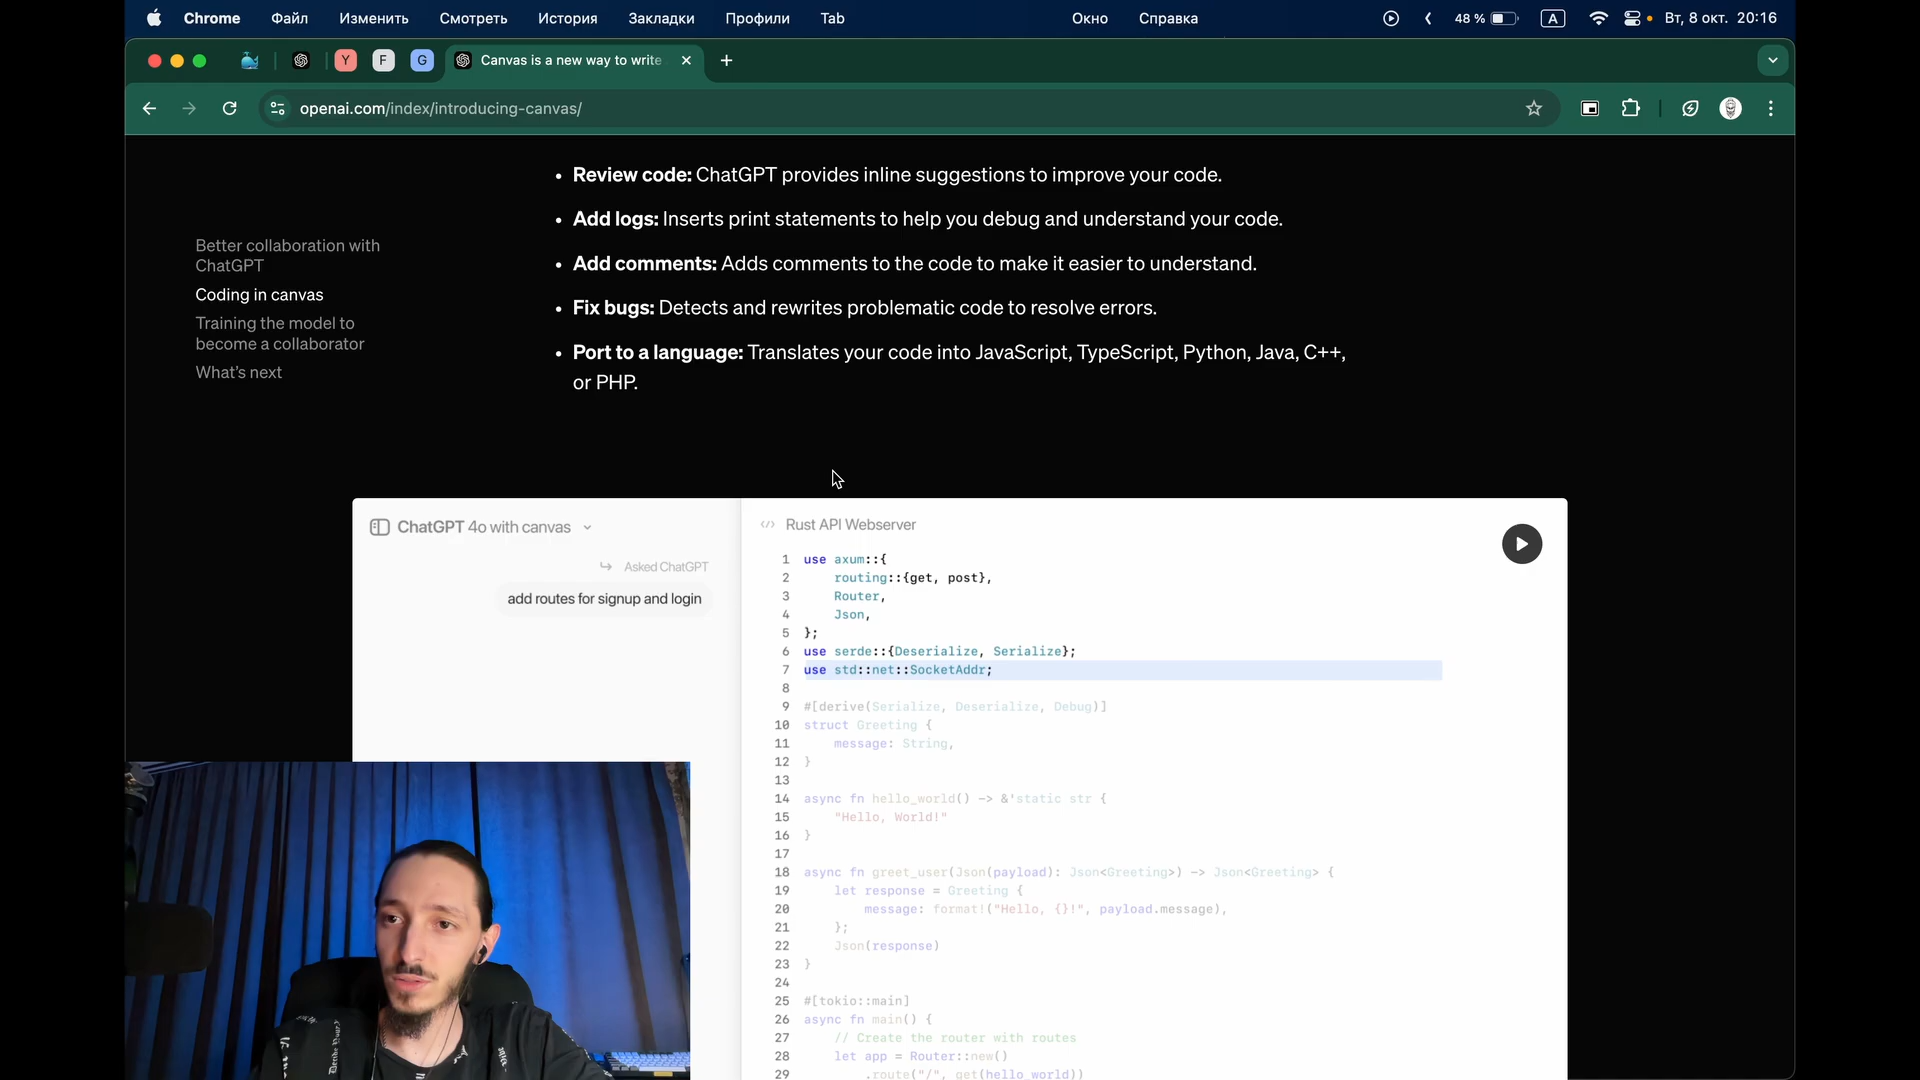 Chrome Файл Изменить Смотреть История Закладки Профили Tab Окно Справка 48 % A Вт, 8 окт. 20:16
Y F G Canvas is a new way to write
openai.com/index/introducing-canvas/
• Review code: ChatGPT provides inline suggestions to improve your code.
• Add logs: Inserts print statements to help you debug and understand your code.
• Add comments: Adds comments to the code to make it easier to understand.
• Fix bugs: Detects and rewrites problematic code to resolve errors.
• Port to a language: Translates your code into JavaScript, TypeScript, Python, Java, C++,
or PHP.
Better collaboration with
ChatGPT
Coding in canvas
Training the model to
become a collaborator
What's next
ChatGPT 4o with canvas
Asked ChatGPT
add routes for signup and login
Rust API Webserver
1 use axum::{
2 routing::{get, post},
3 Router,
4 Json,
5 };
6 use serde::{Deserialize, Serialize};
7 use std::net::SocketAddr;
8
9 #[derive(Serialize, Deserialize, Debug)]
10 struct Greeting {
11 message: String,
12 }
13
14 async fn hello_world() -> &'static str {
15 "Hello, World!"
16 }
17
18 async fn greet_user(Json(payload): Json<Greeting>) -> Json<Greeting> {
19 let response = Greeting {
20 message: format!("Hello, {}!", payload.message),
21 };
22 Json(response)
23 }
24
25 #[tokio::main]
26 async fn main() {
27 // Create the router with routes
28 let app = Router::new()
29 .route("/", get(hello_world))